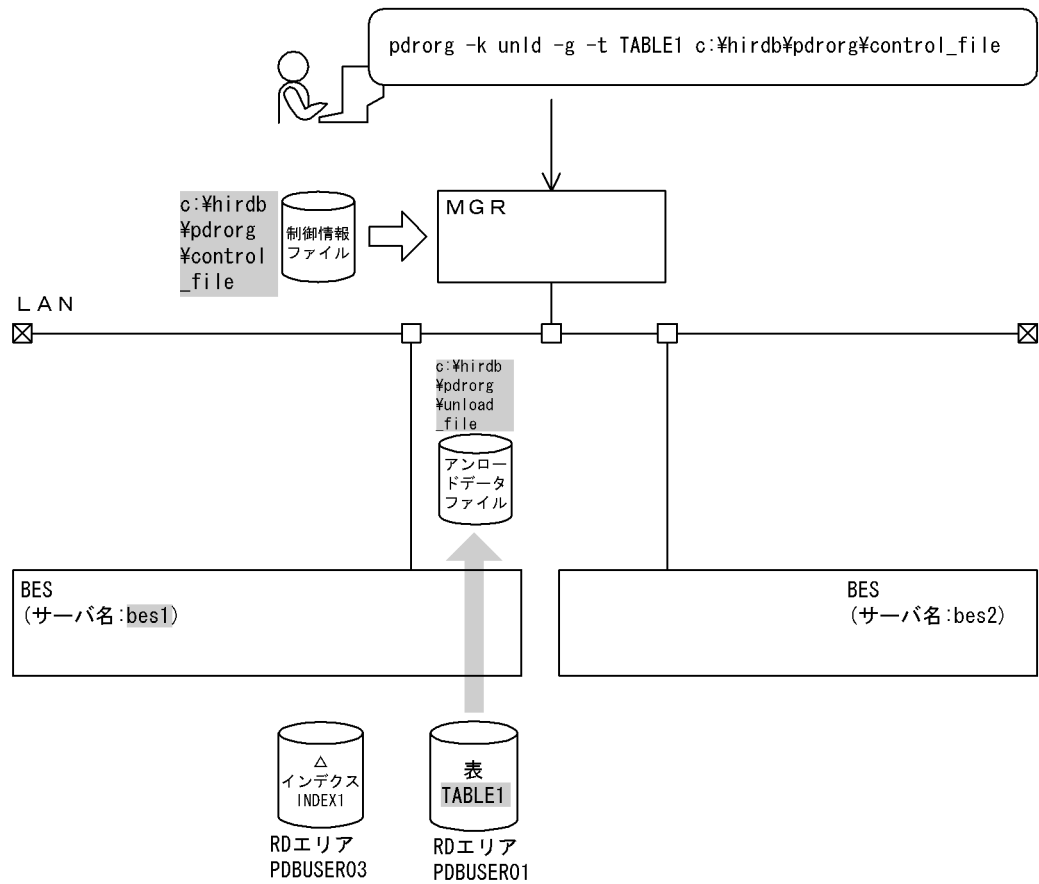 pdrorg -k unld -g -t TABLE1 c:¥hirdb¥pdrorg¥control_file
c:¥hirdb
¥pdrorg
¥control
_file
制御情報
ファイル
ＭＧＲ
ＬＡＮ
c:¥hirdb
¥pdrorg
¥unload
_file
アンロー
ドデータ
ファイル
BES
(サーバ名:bes1)
BES
(サーバ名:bes2)
△
インデクス
INDEX1
RDエリア
PDBUSER03
表
TABLE1
RDエリア
PDBUSER01